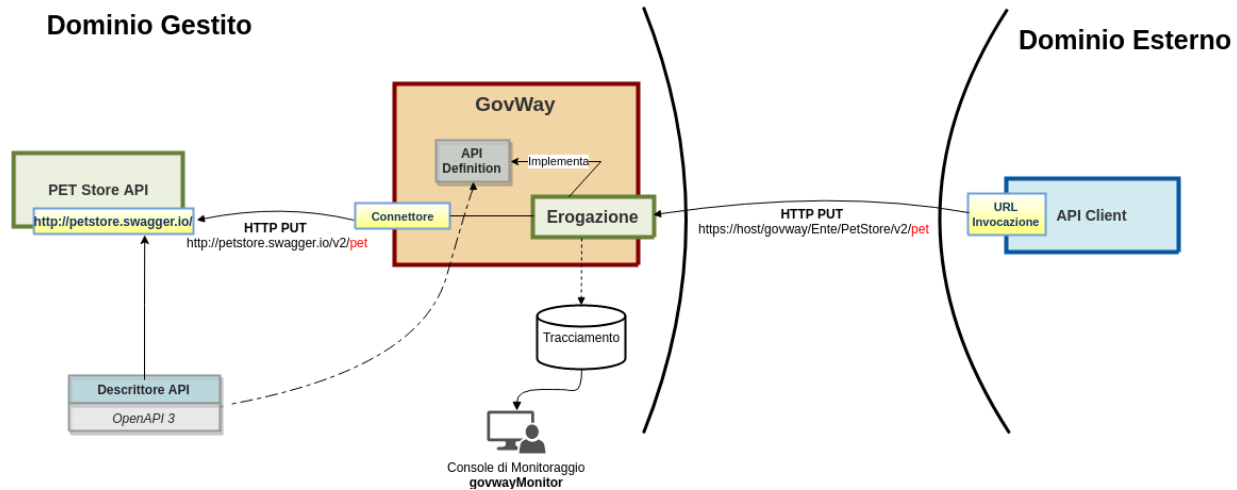 Dominio Gestito
Dominio Esterno
GovWay
API
Definition
Implementa
PET Store API
http://petstore.swagger.io/
HTTP PUT
http://petstore.swagger.io/v2/pet
Connettore
Erogazione
HTTP PUT
https://host/govway/Ente/PetStore/v2/pet
URL
Invocazione
API Client
Tracciamento
Descrittore API
OpenAPI 3
Console di Monitoraggio
govwayMonitor